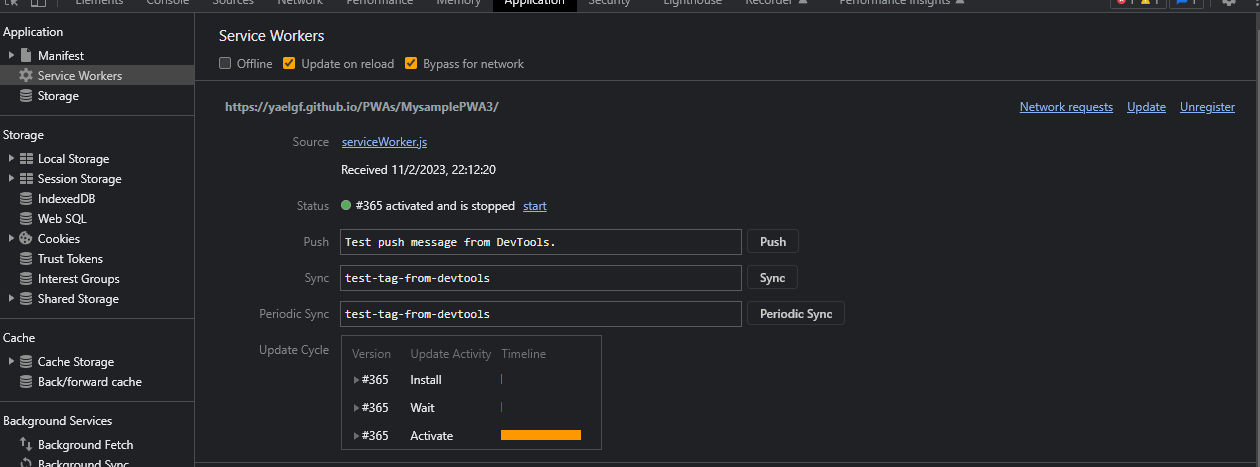 Elements Console Sources Network Performance Memory Application Security Lighthouse Recorder Performance insights
Application
Manifest
Service Workers
Storage
Storage
Local Storage
Session Storage
IndexedDB
Web SQL
Cookies
Trust Tokens
Interest Groups
Shared Storage
Cache
Cache Storage
Back/forward cache
Background Services
Background Fetch
Background Sync
Service Workers
Offline Update on reload Bypass for network
https://yaelgf.github.io/PWAs/MysamplePWA3/ Network requests Update Unregister
Source serviceWorker.js
Received 11/2/2023, 22:12:20
Status #365 activated and is stopped start
Push Test push message from DevTools. Push
Sync test-tag-from-devtools Sync
Periodic Sync test-tag-from-devtools Periodic Sync
Update Cycle
Version Update Activity Timeline
#365 Install
#365 Wait
#365 Activate